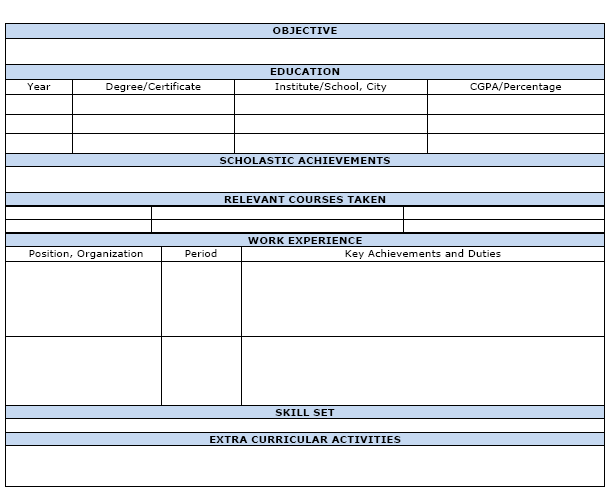 OBJECTIVE
EDUCATION
Year Degree/Certificate Institute/School, City CGPA/Percentage
SCHOLASTIC ACHIEVEMENTS
RELEVANT COURSES TAKEN
WORK EXPERIENCE
Position, Organization Period Key Achievements and Duties
SKILL SET
EXTRA CURRICULAR ACTIVITIES